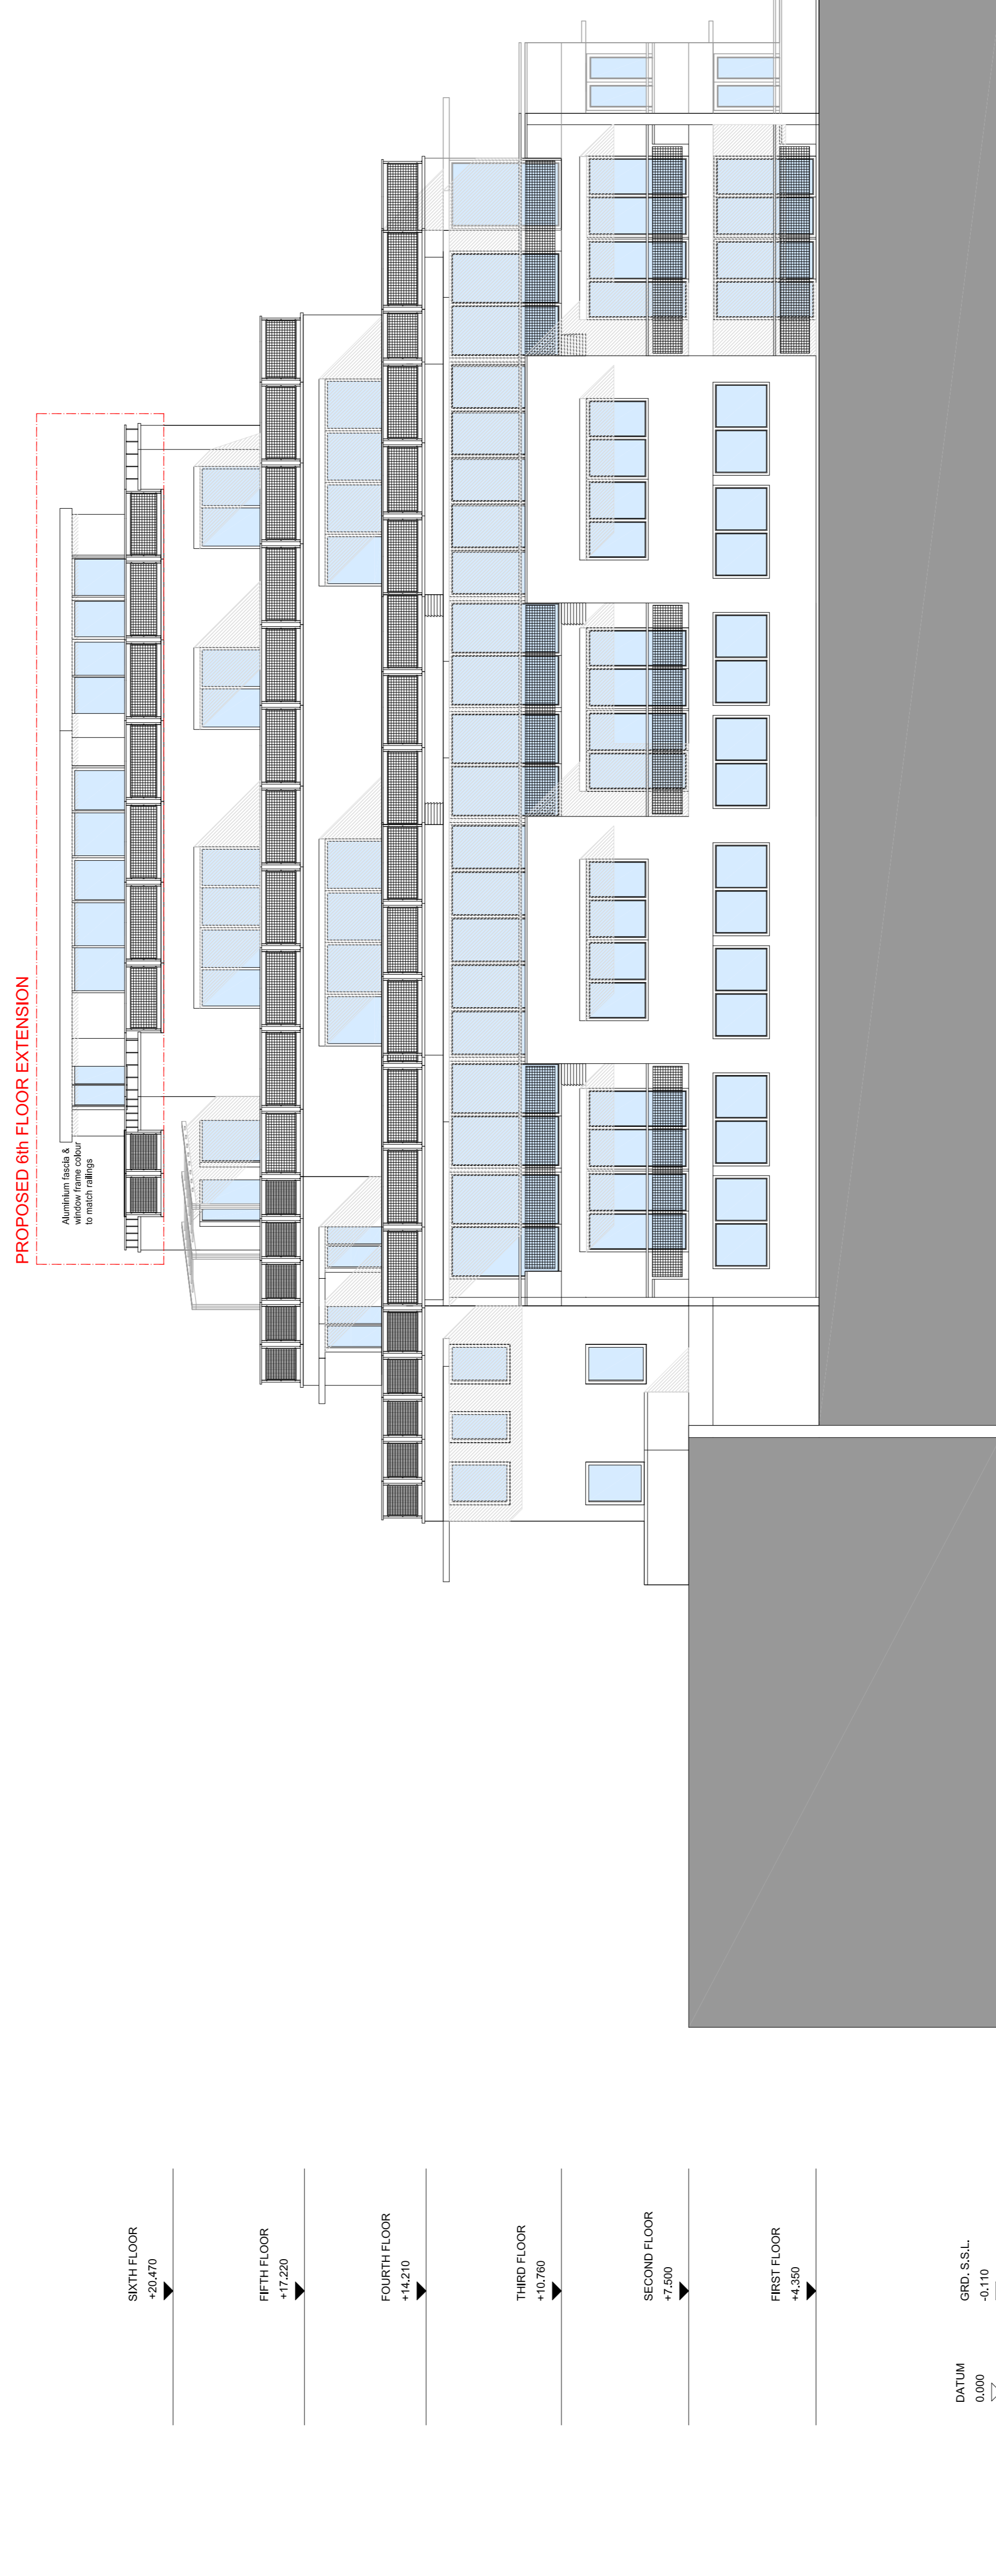 PROPOSED 6th FLOOR EXTENSION
Aluminium fascia &
window frame colour
to match railings
SIXTH FLOOR
+20.470
FIFTH FLOOR
+17.220
FOURTH FLOOR
+14.210
THIRD FLOOR
+10.760
SECOND FLOOR
+7.500
FIRST FLOOR
+4.350
GRD. S.S.L.
-0.110
DATUM
0.000